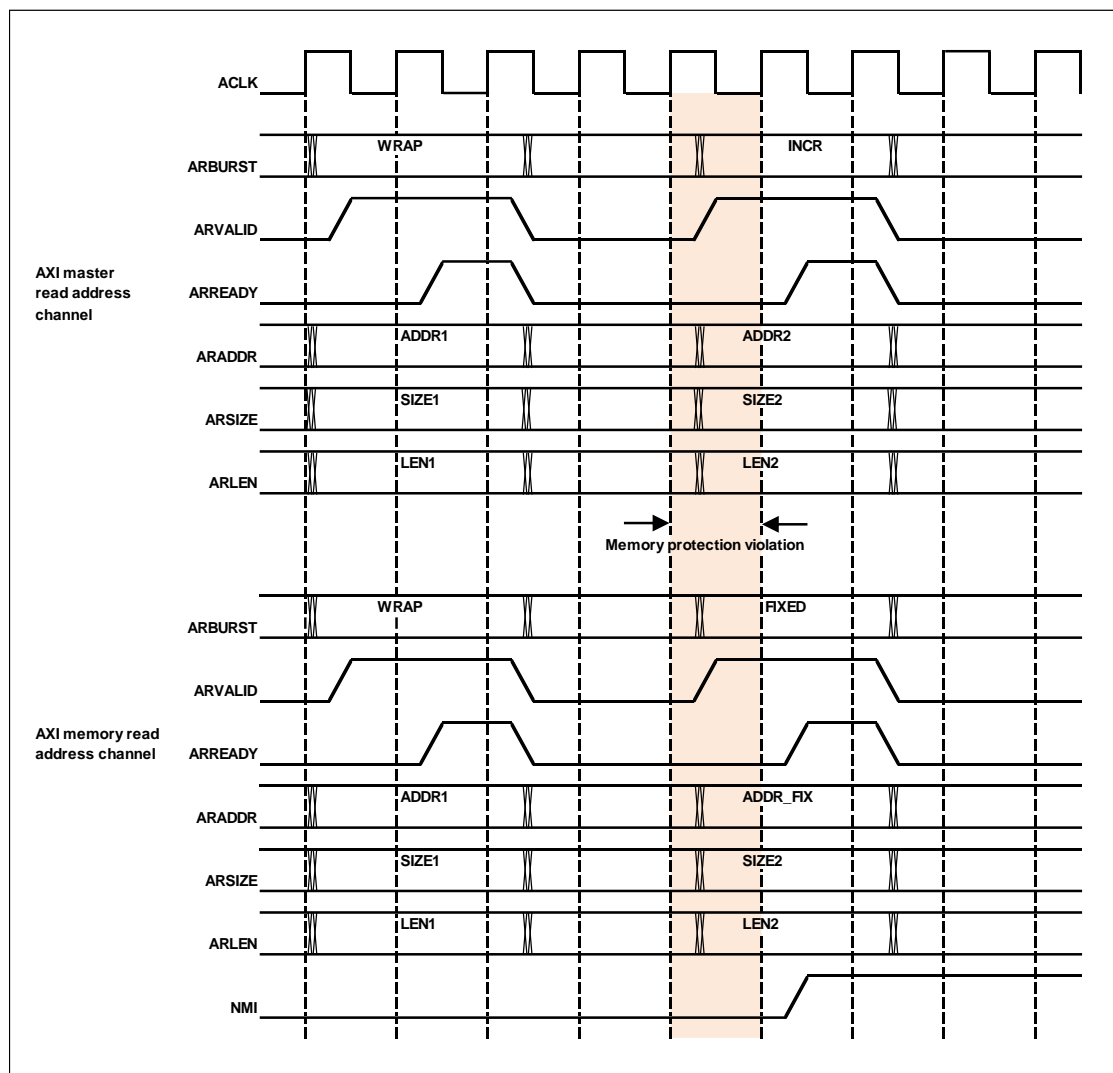 ACLK
WRAP INCR
ARBURST
ARVALID
AXI master
read address
channel
ARREADY
ADDR1 ADDR2
ARADDR
SIZE1 SIZE2
ARSIZE
LEN1 LEN2
ARLEN
Memory protection violation
WRAP FIXED
ARBURST
ARVALID
AXI memory read
address channel
ARREADY
ADDR1 ADDR_FIX
ARADDR
SIZE1 SIZE2
ARSIZE
LEN1 LEN2
ARLEN
NMI